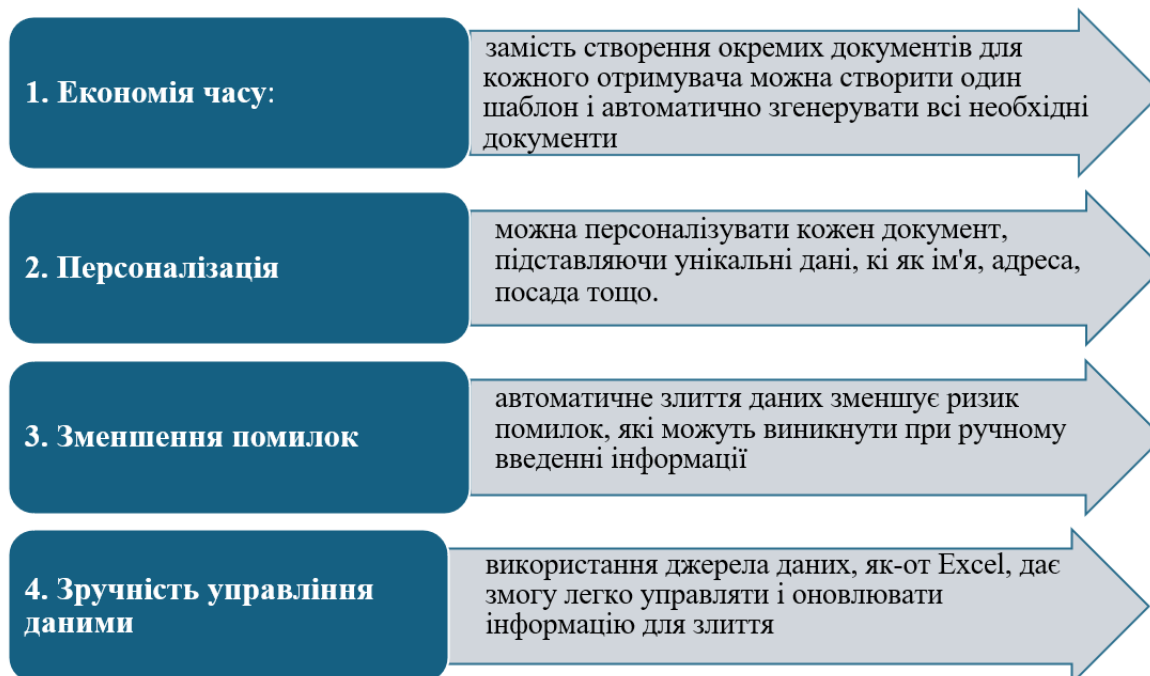 1. Економія часу:
замість створення окремих документів для
кожного отримувача можна створити один
шаблон і автоматично згенерувати всі необхідні
документи
2. Персоналізація
можна персоналізувати кожен документ,
підставляючи унікальні дані, кі як ім'я, адреса,
посада тощо.
3. Зменшення помилок
автоматичне злиття даних зменшує ризик
помилок, які можуть виникнути при ручному
введенні інформації
4. Зручність управління
даними
використання джерела даних, як-от Excel, дає
змогу легко управляти і оновлювати
інформацію для злиття